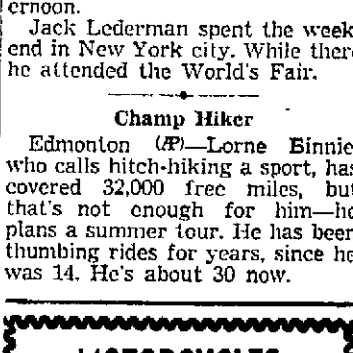 ernoon.
Jack Lederman spent the week
end in New York city. While there
he attended the World's Fair.
Champ Hiker
Edmonton (AP)—Lorne Binnie
who calls hitch-hiking a sport, has
covered 32,000 free miles, but
that's not enough for him—he
plans a summer tour. He has been
thumbing rides for years, since he
was 14. He's about 30 now.